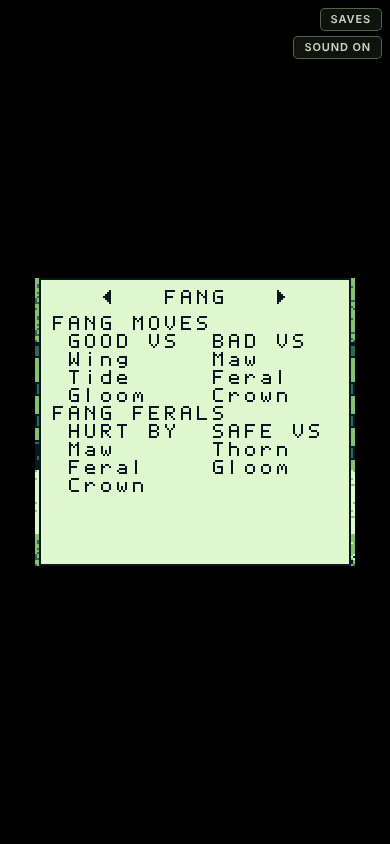 SAVES
SOUND ON
FANG
FANG MOVES
GOOD VS BAD VS
Wing Maw
Tide Feral
Gloom Crown
FANG FERALS
HURT BY SAFE VS
Maw Thorn
Feral Gloom
Crown